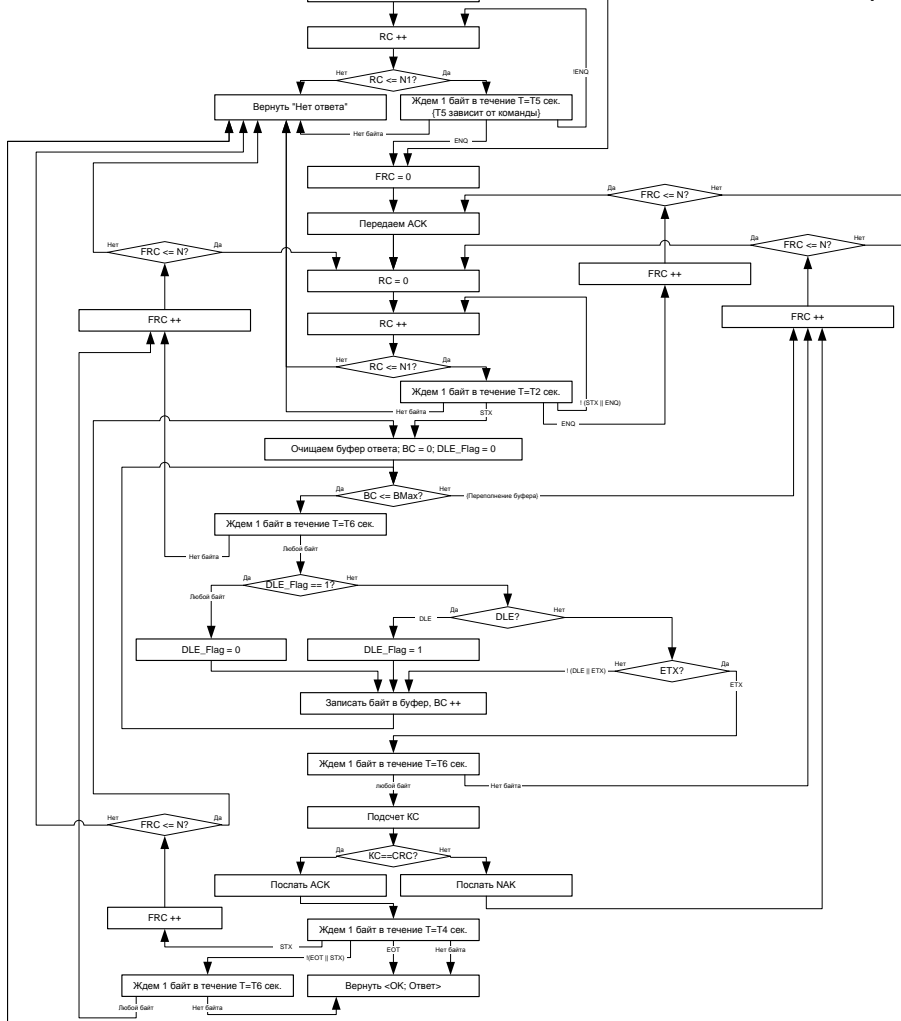 RC ++
!ENQ
Нет
Да
RC <= N1?
Вернуть "Нет ответа"
Ждем 1 байт в течение T=T5 сек.
{T5 зависит от команды}
Нет байта
ENQ
FRC = 0
Да
FRC <= N?
Нет
Передаем ACK
Нет
FRC <= N?
Да
Да
FRC <= N?
Нет
RC = 0
FRC ++
FRC ++
RC ++
FRC ++
Нет
RC <= N1?
Да
Ждем 1 байт в течение T=T2 сек.
! (STX || ENQ)
Нет байта
STX
ENQ
Очищаем буфер ответа; BC = 0; DLE_Flag = 0
Да
BC <= BMax?
Нет
{Переполнение буфера}
Ждем 1 байт в течение T=T6 сек.
Нет байта
Любой байт
Да
DLE_Flag == 1?
Нет
Любой байт
Да
DLE?
Нет
DLE
DLE_Flag = 0
DLE_Flag = 1
! (DLE || ETX)
Нет
ETX?
Да
ETX
Записать байт в буфер, BC ++
Ждем 1 байт в течение T=T6 сек.
любой байт
Нет байта
Подсчет КС
Нет
FRC <= N?
Да
Да
КС==CRC?
Нет
Послать ACK
Послать NAK
FRC ++
Ждем 1 байт в течение T=T4 сек.
STX
!(EOT || STX)
EOT
Нет байта
Ждем 1 байт в течение T=T6 сек.
Вернуть <OK; Ответ>
Любой байт
Нет байта